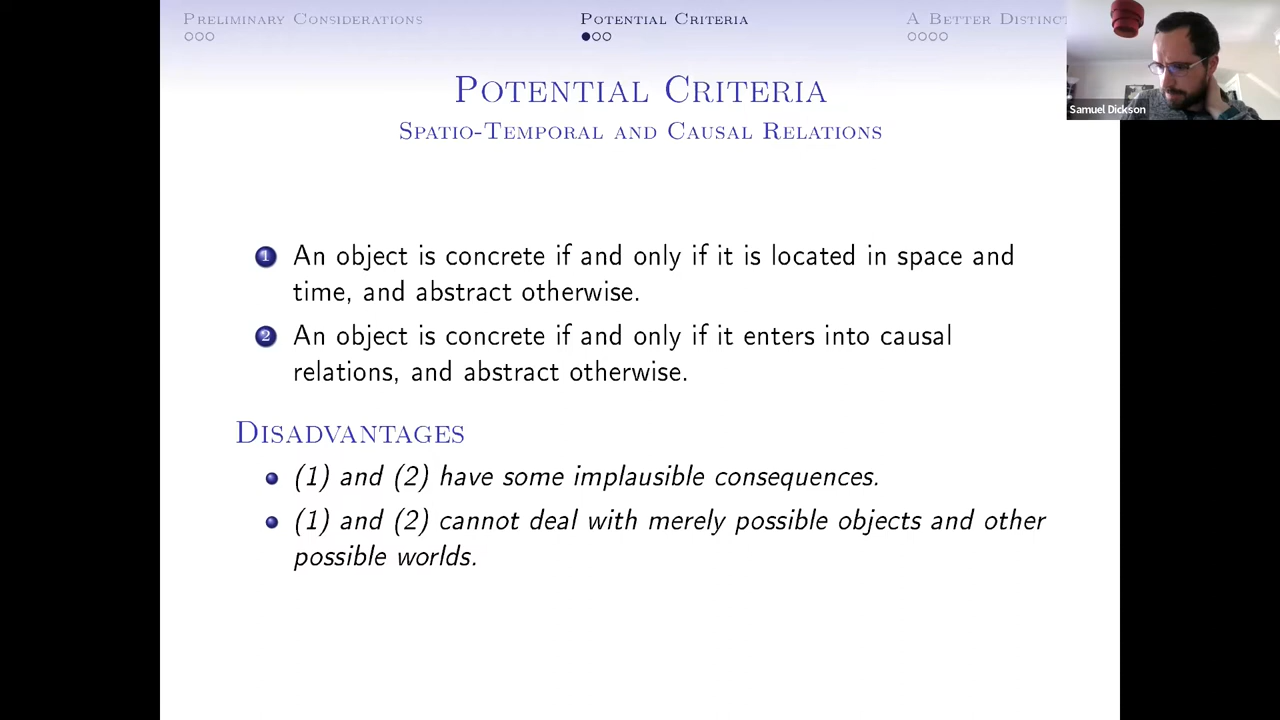 Preliminary Considerations
Potential Criteria
A Better Distinct
Samuel Dickson
Potential Criteria
Spatio-Temporal and Causal Relations
1 An object is concrete if and only if it is located in space and
time, and abstract otherwise.
2 An object is concrete if and only if it enters into causal
relations, and abstract otherwise.
Disadvantages
(1) and (2) have some implausible consequences.
(1) and (2) cannot deal with merely possible objects and other
possible worlds.